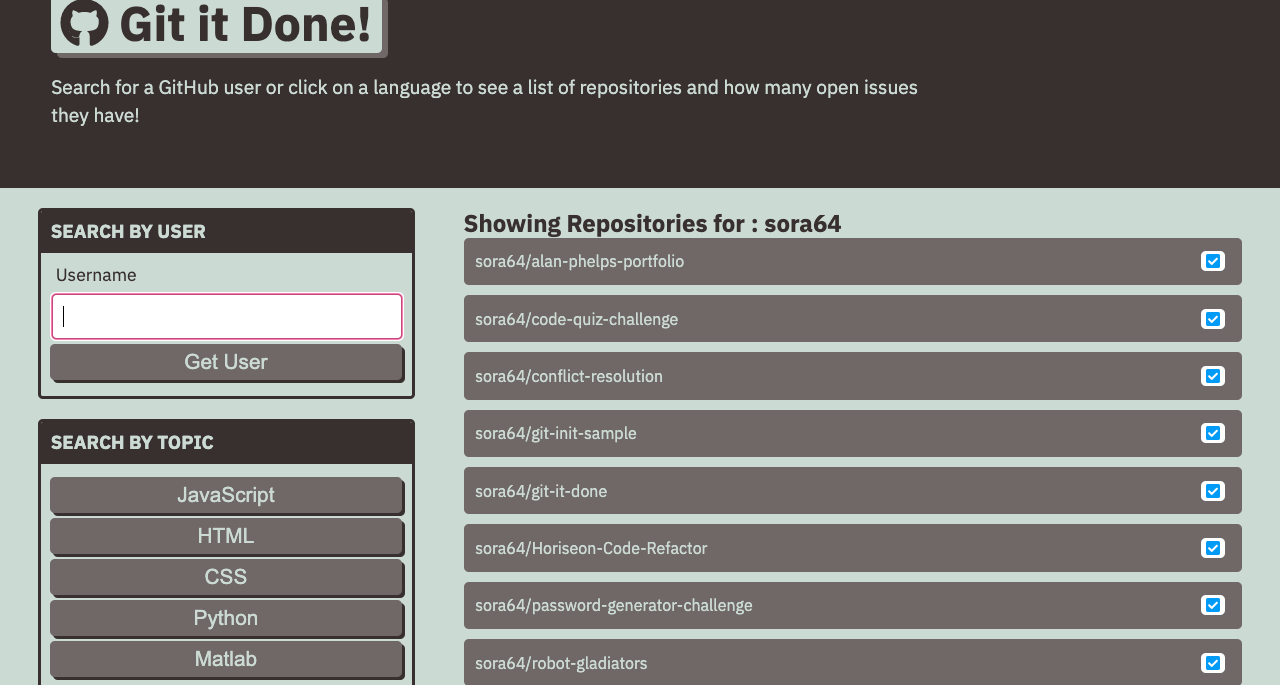 Git it Done!
Search for a GitHub user or click on a language to see a list of repositories and how many open issues
they have!
SEARCH BY USER
Username
Get User
SEARCH BY TOPIC
JavaScript
HTML
CSS
Python
Matlab
Showing Repositories for : sora64
sora64/alan-phelps-portfolio
sora64/code-quiz-challenge
sora64/conflict-resolution
sora64/git-init-sample
sora64/git-it-done
sora64/Horiseon-Code-Refactor
sora64/password-generator-challenge
sora64/robot-gladiators